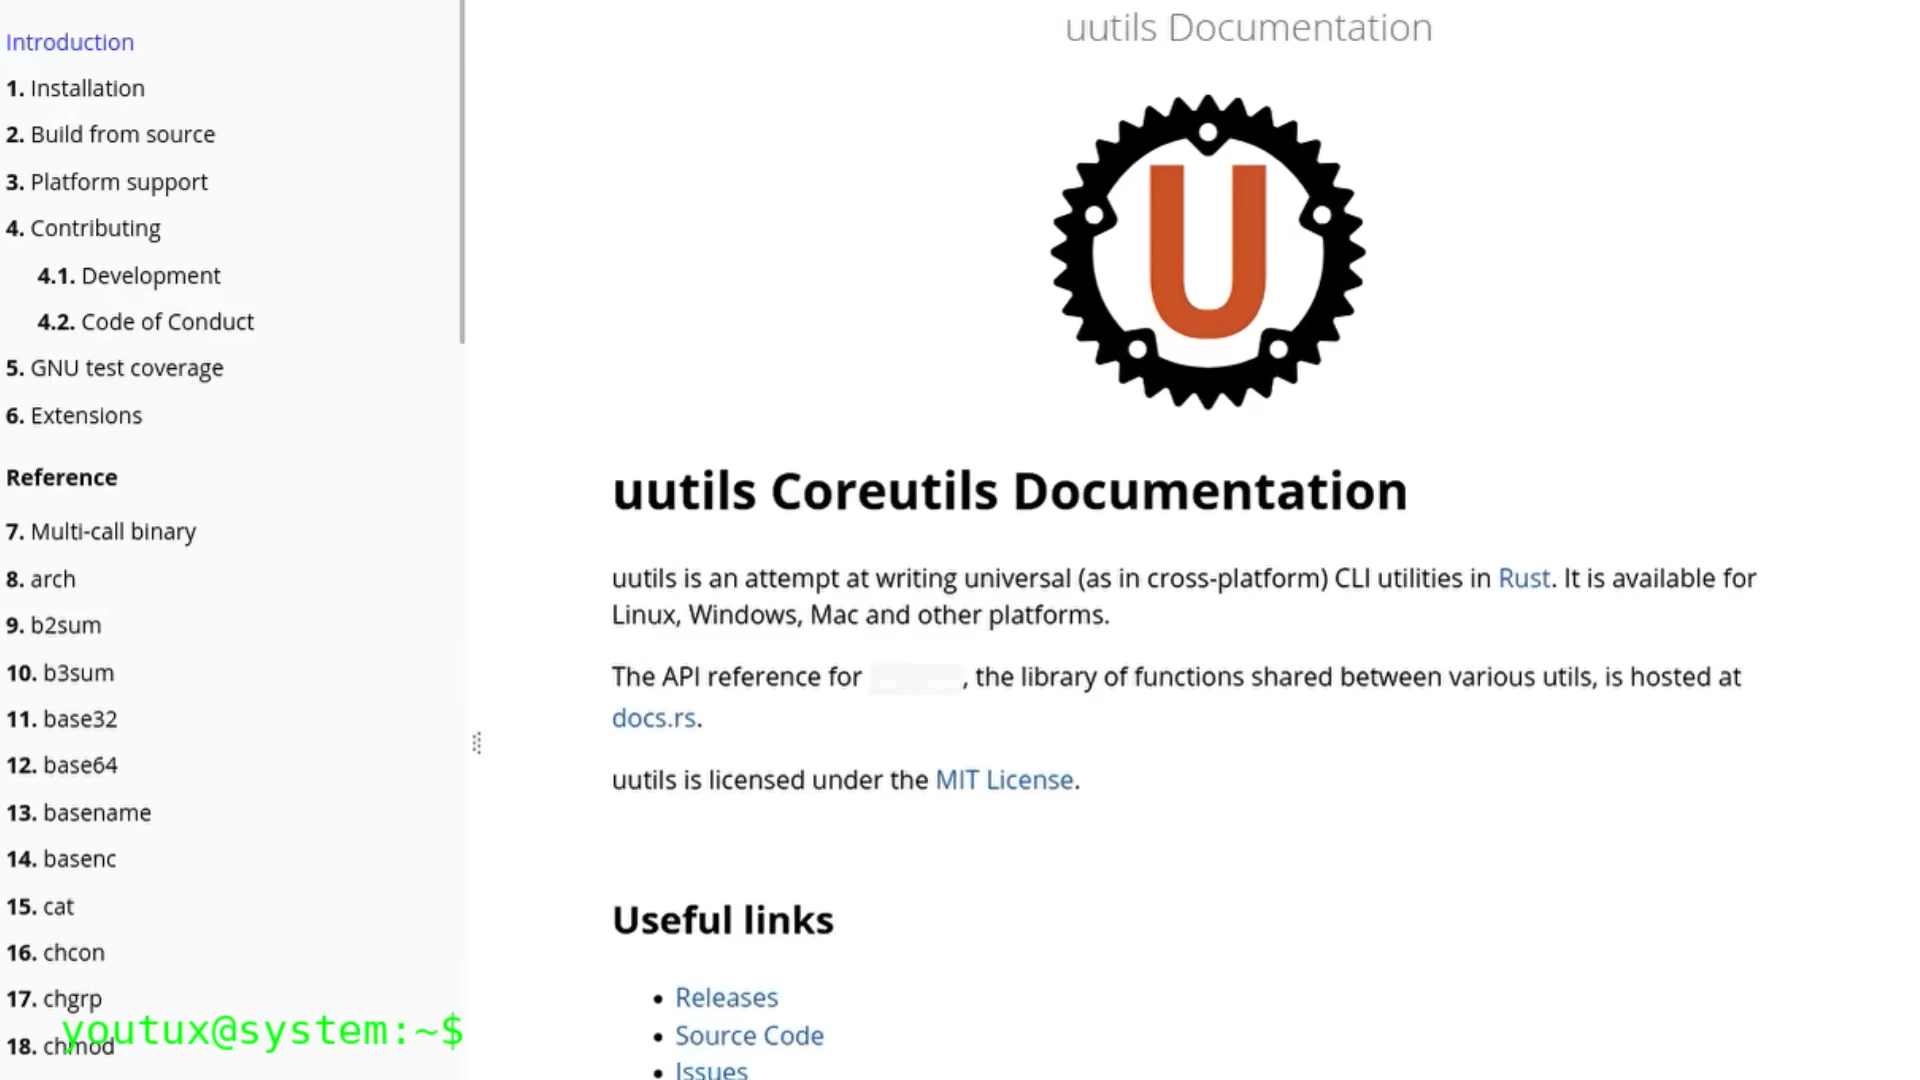 Introduction
1. Installation
2. Build from source
3. Platform support
4. Contributing
4.1. Development
4.2. Code of Conduct
5. GNU test coverage
6. Extensions
Reference
7. Multi-call binary
8. arch
9. b2sum
10. b3sum
11. base32
12. base64
13. basename
14. basenc
15. cat
16. chcon
17. chgrp
18. chmod
youtux@system:~$
uutils Documentation
U
uutils Coreutils Documentation
uutils is an attempt at writing universal (as in cross-platform) CLI utilities in Rust. It is available for
Linux, Windows, Mac and other platforms.
The API reference for , the library of functions shared between various utils, is hosted at
docs.rs.
uutils is licensed under the MIT License.
Useful links
• Releases
• Source Code
• Issues